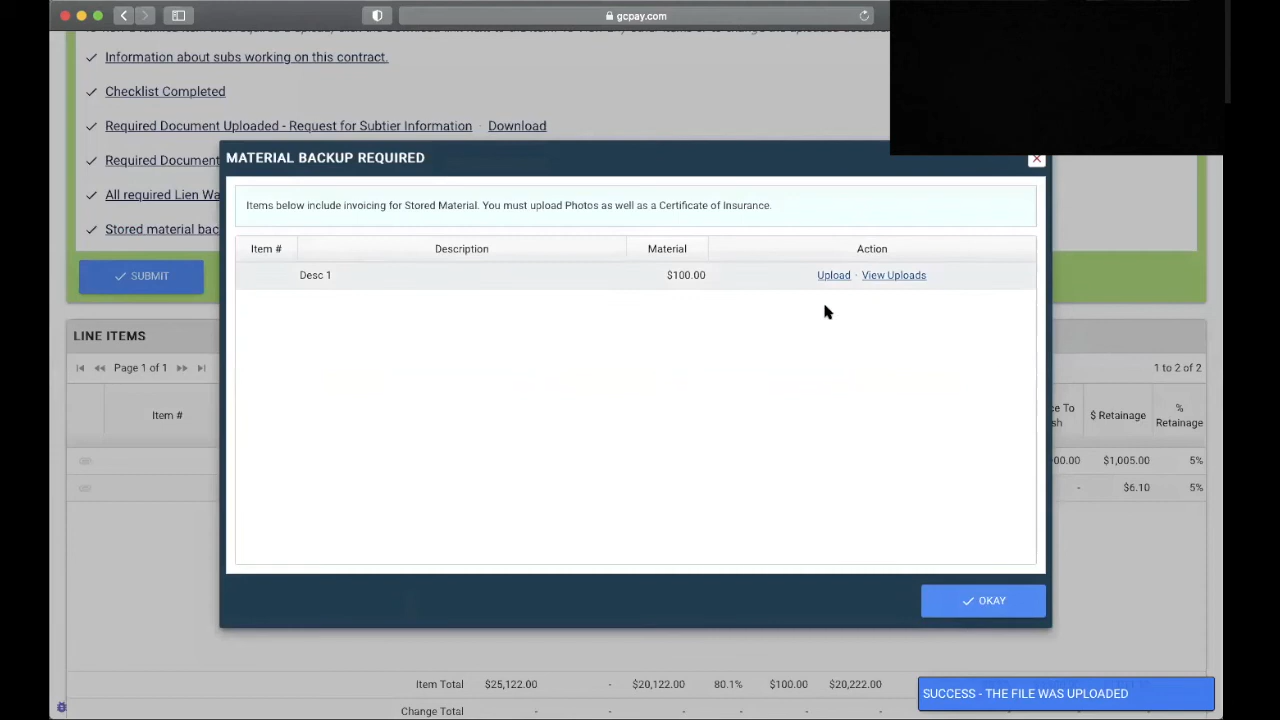 gcpay.com
Information about subs working on this contract.
Checklist Completed
Required Document Uploaded - Request for Subtier Information · Download
MATERIAL BACKUP REQUIRED
Required Document
Items below include invoicing for Stored Material. You must upload Photos as well as a Certificate of Insurance.
All required Lien Wa
Stored material bac
Item # Description Material Action
Desc 1 $100.00 Upload · View Uploads
SUBMIT
LINE ITEMS
Page 1 of 1 1 to 2 of 2
Item # $ Retainage % Retainage
00.00 $1,005.00 5%
- $6.10 5%
OKAY
Item Total $25,122.00 - $20,122.00 80.1% $100.00 $20,222.00
SUCCESS - THE FILE WAS UPLOADED
Change Total - - - - - -